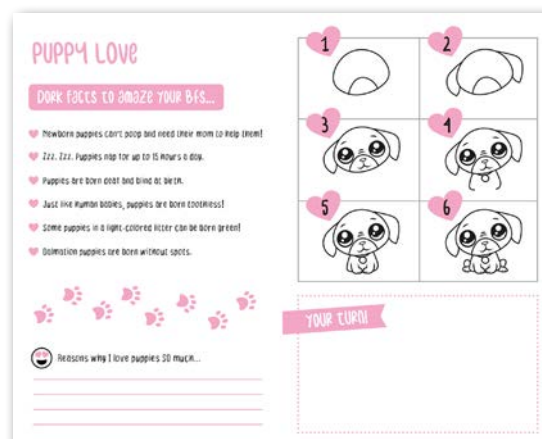 PUPPY LOVE
DORK FACTS TO AMAZE YOUR BFS...
Newborn puppies can't poop and need their mom to help them!
Zzz. Zzz. Puppies nap for up to 15 hours a day.
Puppies are born deaf and blind at birth.
Just like human babies, puppies are born toothless!
Some puppies in a light-colored litter can be born green!
Dalmation puppies are born without spots.
Reasons why I love puppies SO much...
1
2
3
4
5
6
YOUR TURN!